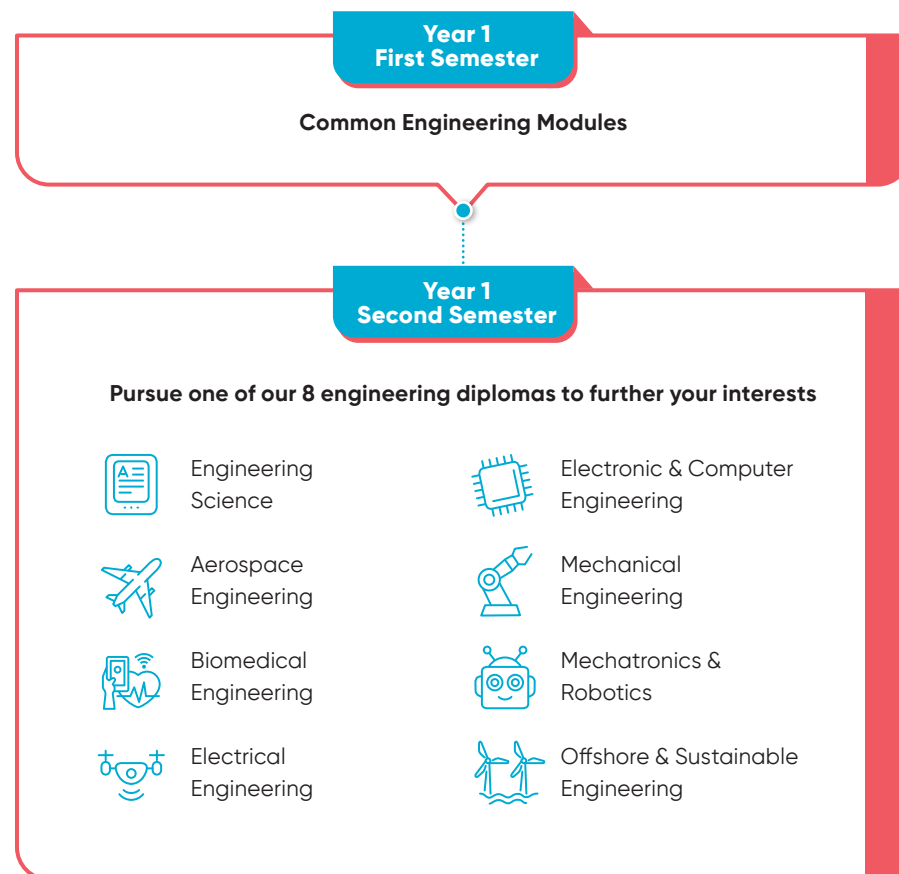 Year 1
First Semester
Common Engineering Modules
Year 1
Second Semester
Pursue one of our 8 engineering diplomas to further your interests
Engineering
Science
Aerospace
Engineering
Biomedical
Engineering
Electrical
Engineering
Electronic & Computer
Engineering
Mechanical
Engineering
Mechatronics &
Robotics
Offshore & Sustainable
Engineering